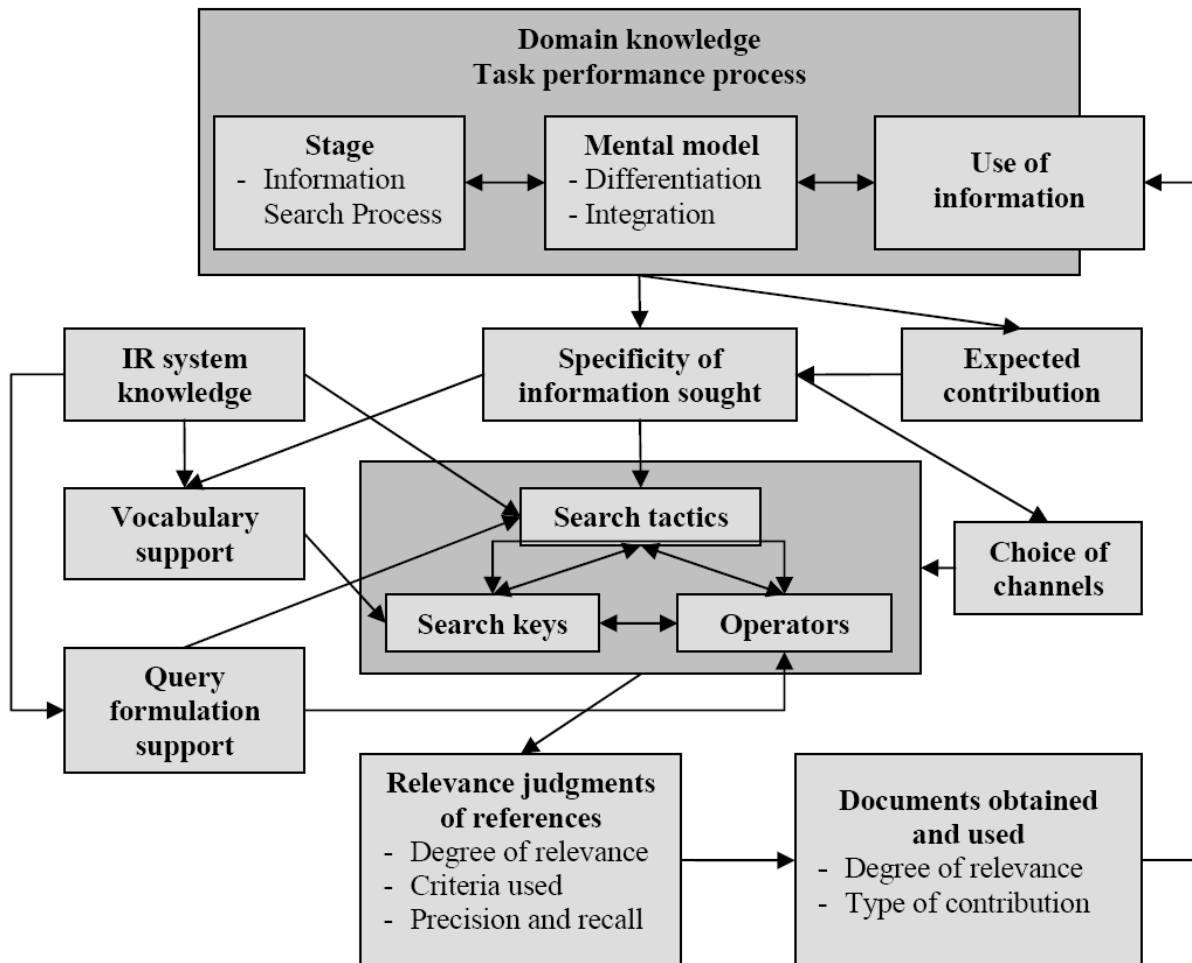 Domain knowledge
Task performance process
Stage
- Information
Search Process
Mental model
- Differentiation
- Integration
Use of
information
IR system
knowledge
Specificity of
information sought
Expected
contribution
Vocabulary
support
Search tactics
Choice of
channels
Search keys
Operators
Query
formulation
support
Relevance judgments
of references
- Degree of relevance
- Criteria used
- Precision and recall
Documents obtained
and used
- Degree of relevance
- Type of contribution